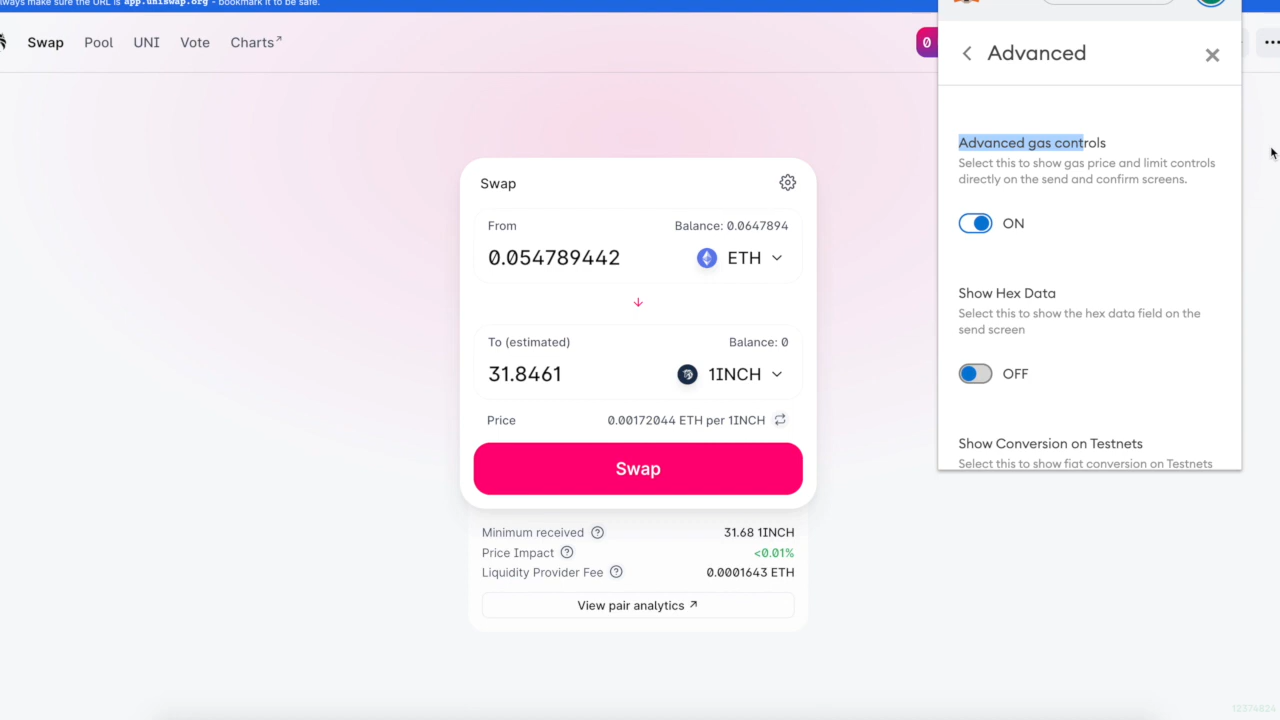 lways make sure the URL is app.uniswap.org - bookmark it to be safe.
Swap
Pool
UNI
Vote
Charts↗
0
Advanced
Advanced gas controls
Select this to show gas price and limit controls
directly on the send and confirm screens.
ON
Show Hex Data
Select this to show the hex data field on the
send screen
OFF
Show Conversion on Testnets
Select this to show fiat conversion on Testnets
Swap
From
Balance: 0.0647894
0.054789442
ETH
To (estimated)
Balance: 0
31.8461
1INCH
Price
0.00172044 ETH per 1INCH
Swap
Minimum received
31.68 1INCH
Price Impact
<0.01%
Liquidity Provider Fee
0.0001643 ETH
View pair analytics ↗
12374824